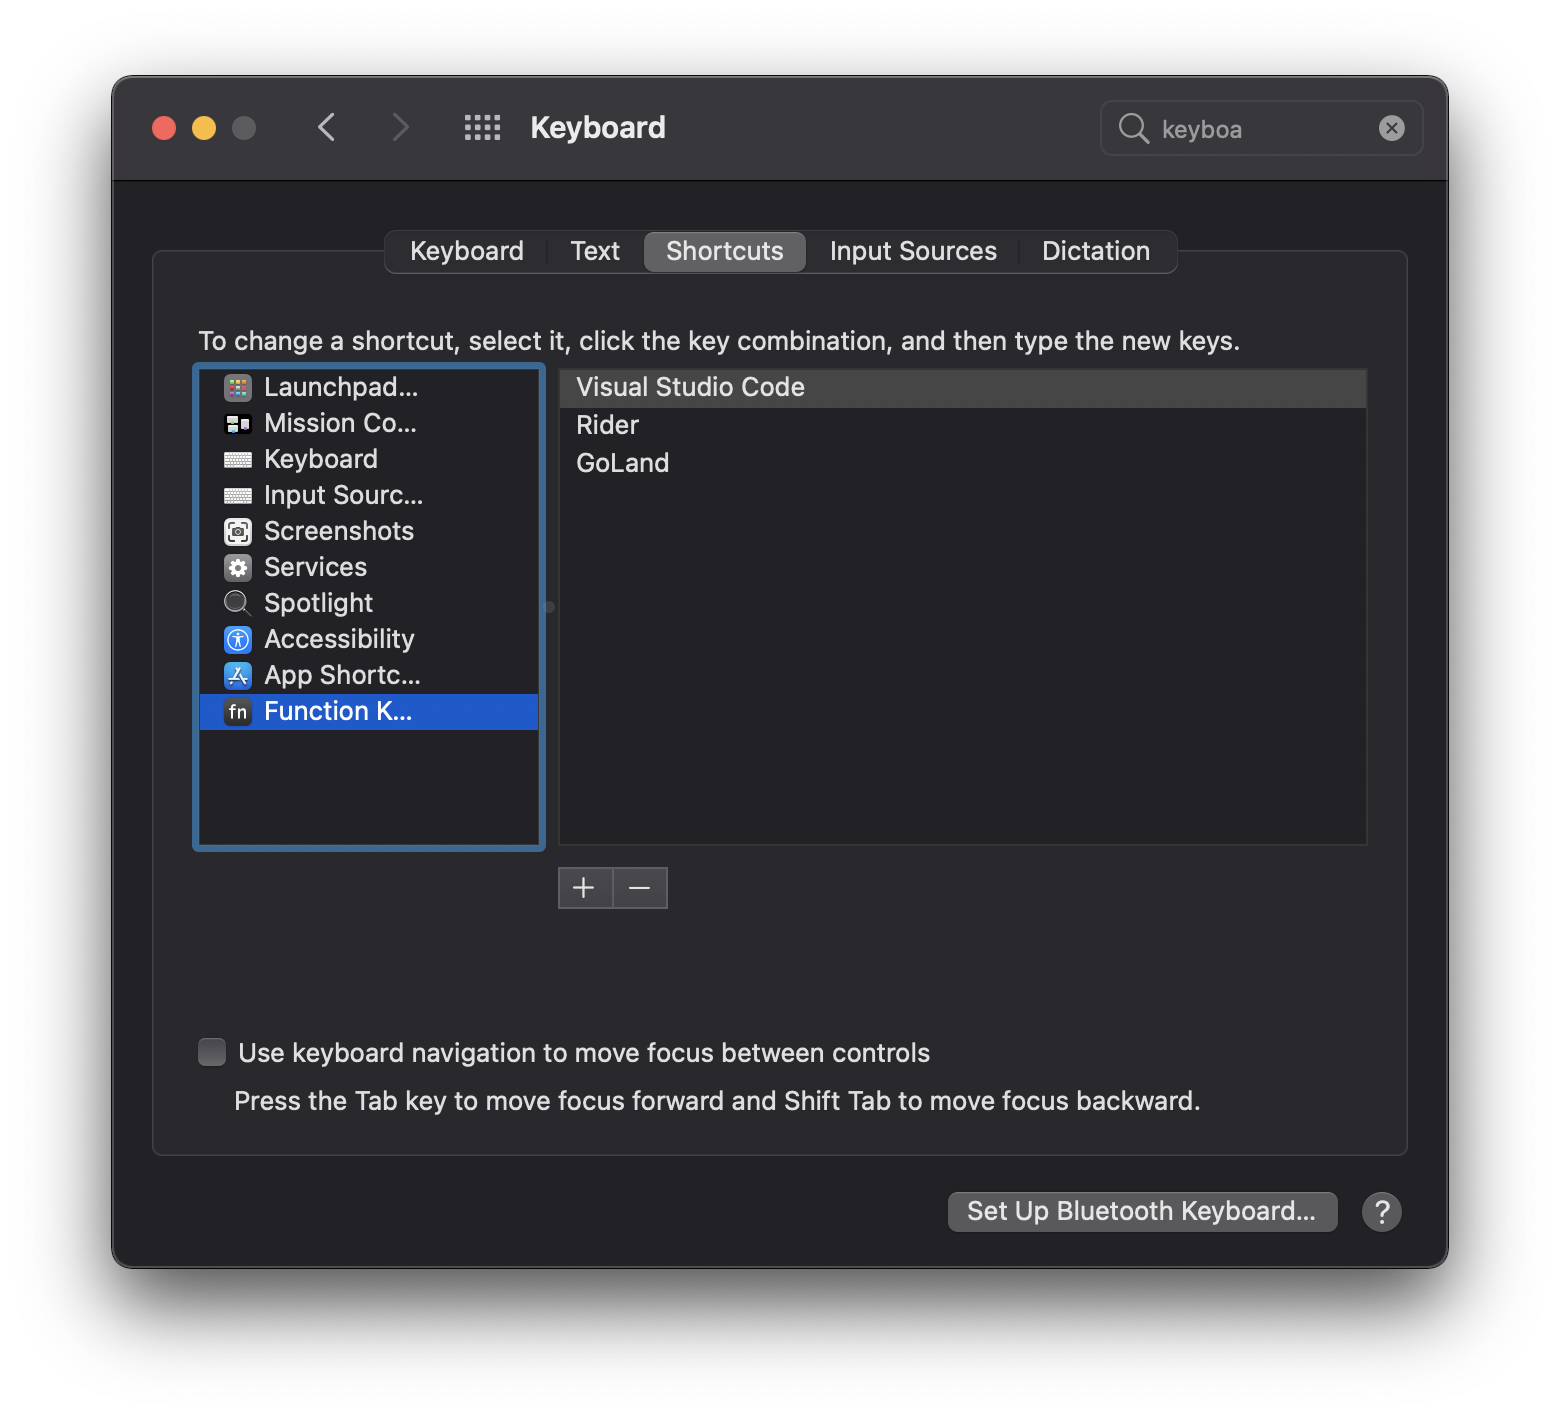 Keyboard
keyboa
Keyboard Text Shortcuts Input Sources Dictation
To change a shortcut, select it, click the key combination, and then type the new keys.
Launchpad...
Mission Co...
Keyboard
Input Sourc...
Screenshots
Services
Spotlight
Accessibility
App Shortc...
fn Function K...
Visual Studio Code
Rider
GoLand
+ −
Use keyboard navigation to move focus between controls
Press the Tab key to move focus forward and Shift Tab to move focus backward.
Set Up Bluetooth Keyboard... ?